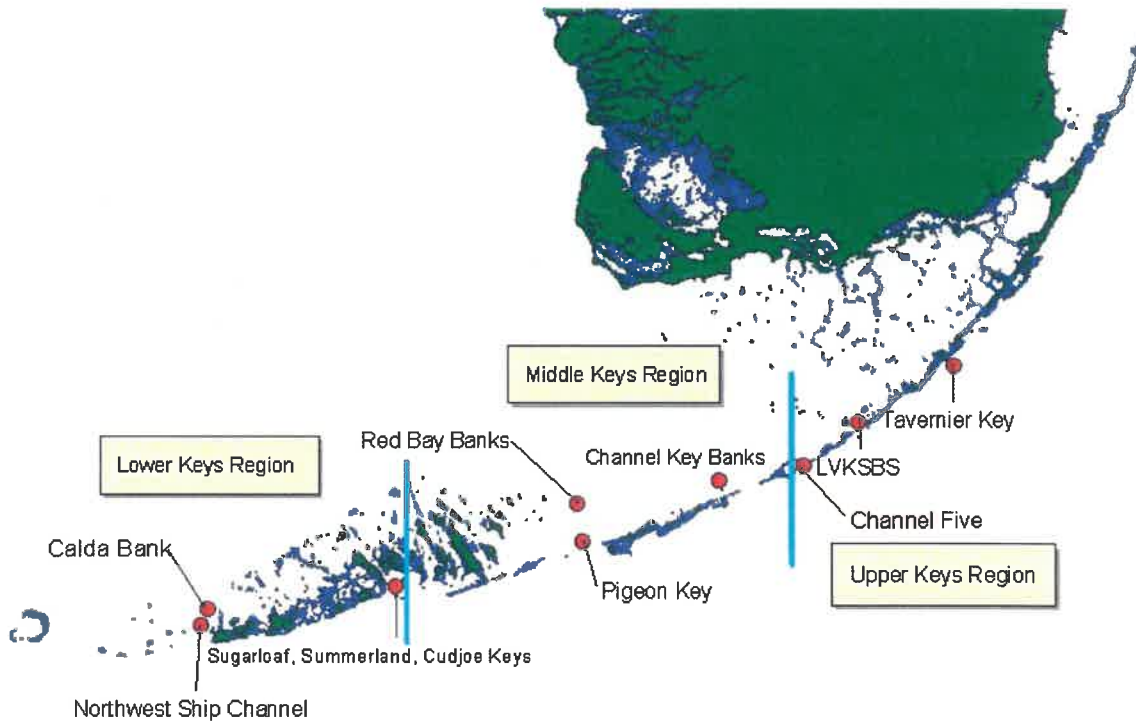 Middle Keys Region
Tavernier Key
Red Bay Banks
Channel Key Banks
Lower Keys Region
LVKSBS
Channel Five
Calda Bank
Pigeon Key
Upper Keys Region
Sugarloaf, Summerland, Cudjoe Keys
Northwest Ship Channel